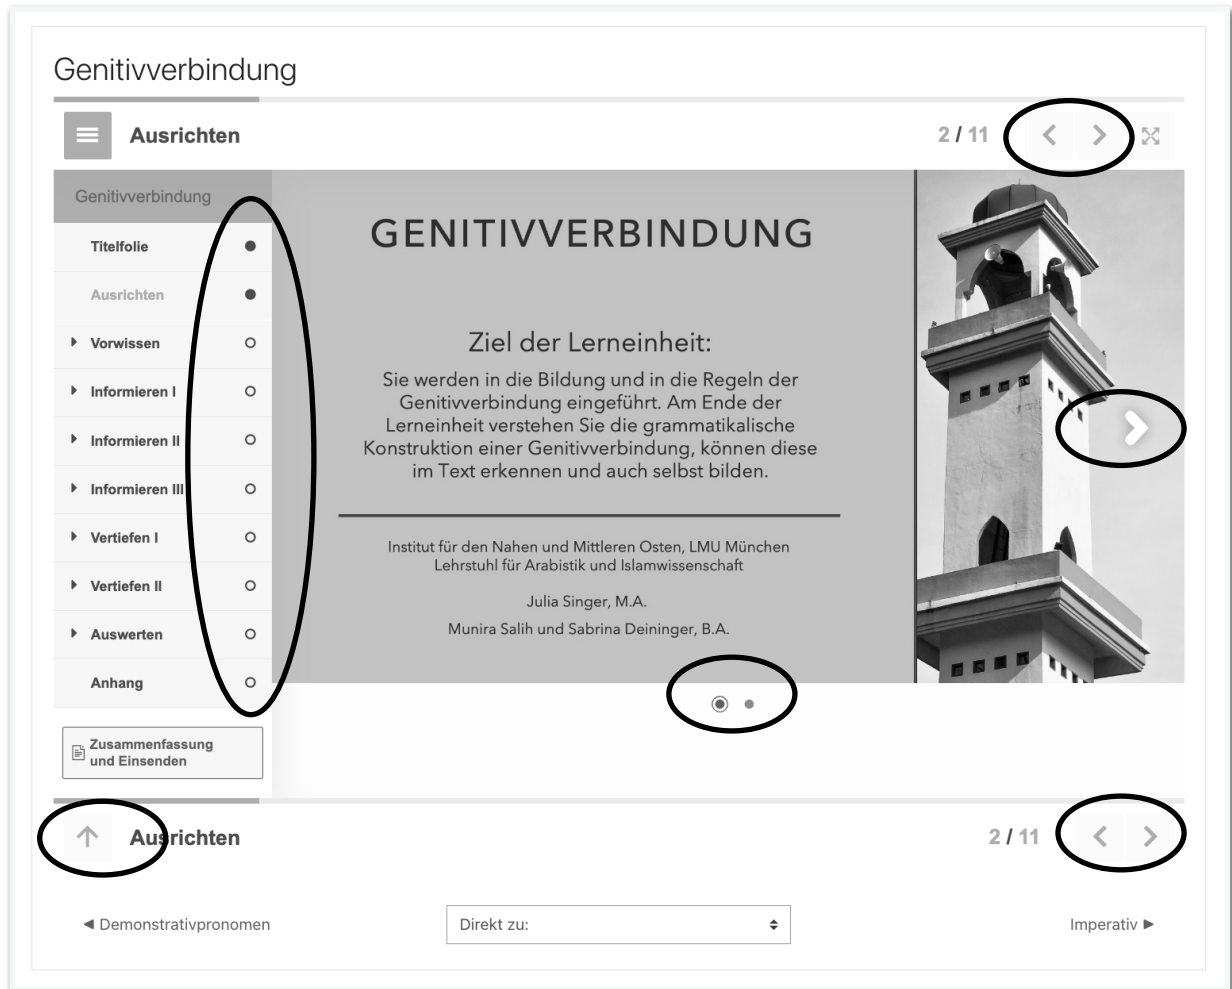 Genitivverbindung
Ausrichten
2 / 11
Genitivverbindung
Titelfolie
Ausrichten
Vorwissen
Informieren I
Informieren II
Informieren III
Vertiefen I
Vertiefen II
Auswerten
Anhang
Zusammenfassung
und Einsenden
GENITIVVERBINDUNG
Ziel der Lerneinheit:
Sie werden in die Bildung und in die Regeln der
Genitivverbindung eingeführt. Am Ende der
Lerneinheit verstehen Sie die grammatikalische
Konstruktion einer Genitivverbindung, können diese
im Text erkennen und auch selbst bilden.
Institut für den Nahen und Mittleren Osten, LMU München
Lehrstuhl für Arabistik und Islamwissenschaft
Julia Singer, M.A.
Munira Salih und Sabrina Deininger, B.A.
Ausrichten
2 / 11
◄ Demonstrativpronomen
Direkt zu:
Imperativ ►